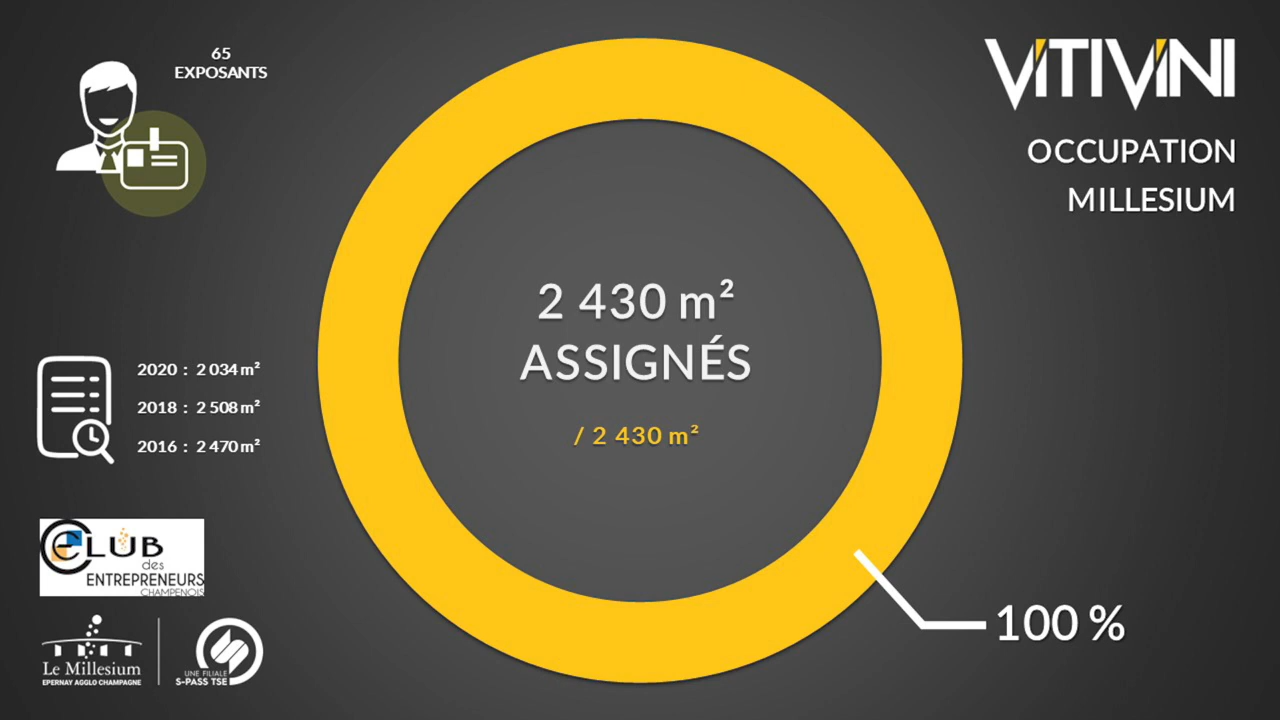 65
EXPOSANTS
VITIVINI
OCCUPATION
MILLESIUM
2 430 m²
ASSIGNÉS
/ 2 430 m²
2020 : 2 034 m²
2018 : 2 508 m²
2016 : 2 470 m²
100 %
CLUB
des
ENTREPRENEURS
CHAMPENOIS
Le Millesium
EPERNAY AGGLO CHAMPAGNE
UNE FILIALE
S-PASS TSE